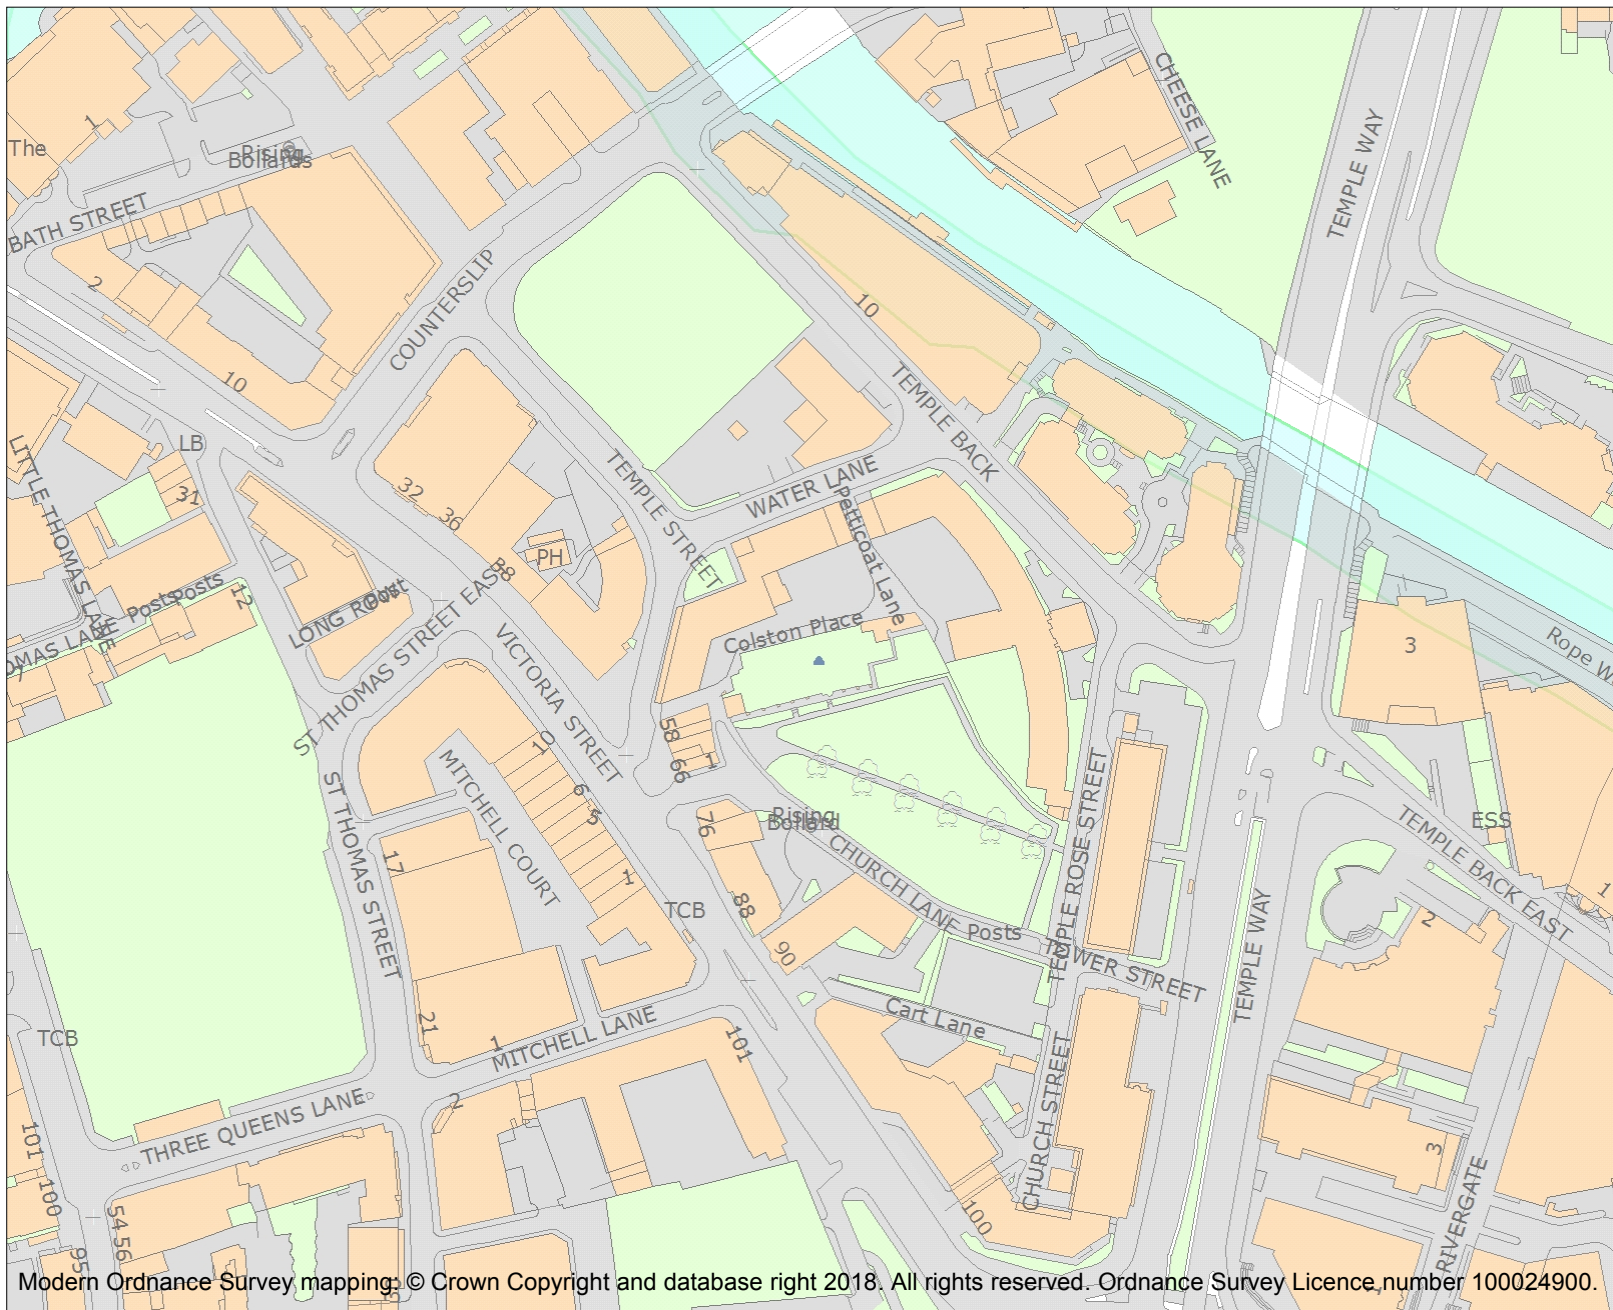 CHEESE LANE
TEMPLE WAY
The
1
Rising
Bollards
BATH STREET
2
COUNTERSLIP
10
10
TEMPLE BACK
LB
31
LITTLE THOMAS LANE
32
36
38
PH
TEMPLE STREET
WATER LANE
Petticoat Lane
Colston Place
12
Posts
Posts
OMAS LANE
LONG ROW
Post
ST THOMAS STREET EAST
VICTORIA STREET
3
Rope W
58
66
1
10
6
5
1
MITCHELL COURT
ST THOMAS STREET
17
76
Rising
Bollard
CHURCH LANE
88
90
TCB
Posts
TEMPLE ROSE STREET
TOWER STREET
TEMPLE WAY
ESS
TEMPLE BACK EAST
1
2
Cart Lane
TCB
21
1
MITCHELL LANE
101
2
THREE QUEENS LANE
CHURCH STREET
101
100
54
56
95
100
3
RIVERGATE
Modern Ordnance Survey mapping: © Crown Copyright and database right 2018. All rights reserved. Ordnance Survey Licence number 100024900.